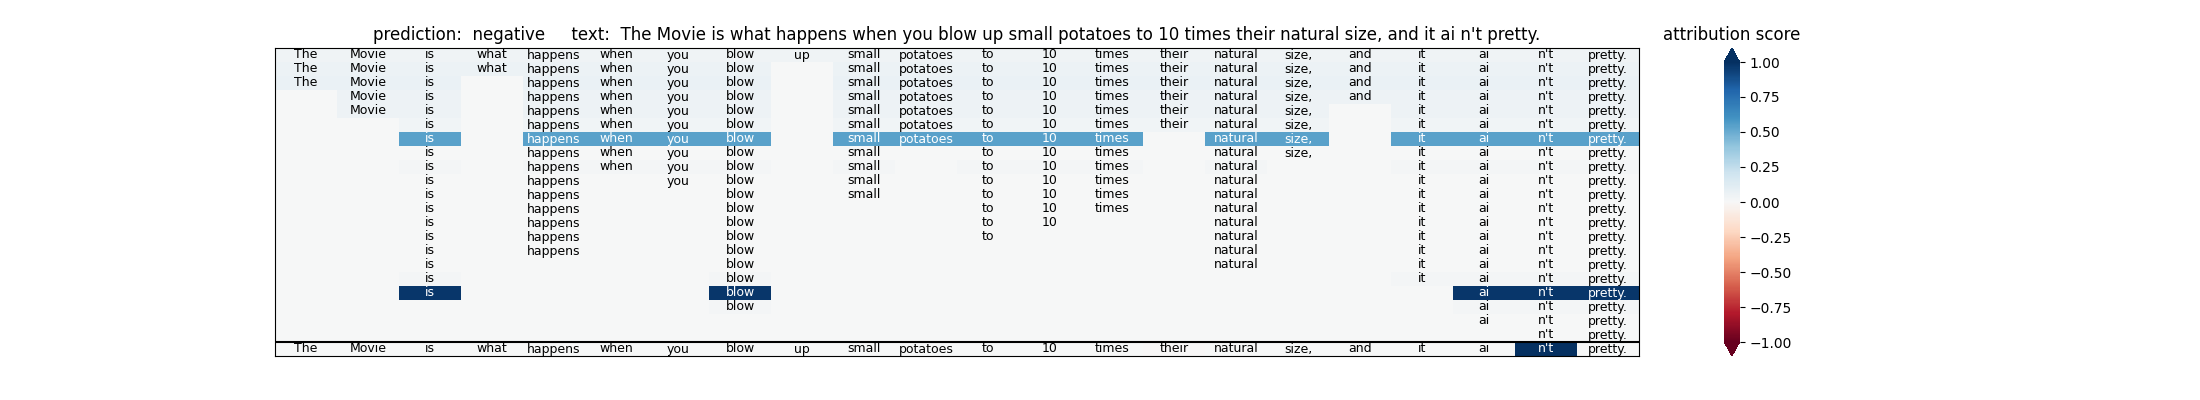 prediction: negative text: The Movie is what happens when you blow up small potatoes to 10 times their natural size, and it ai n't pretty.
The Movie is what happens when you blow up small potatoes to 10 times their natural size, and it ai n't pretty.
The Movie is what happens when you blow small potatoes to 10 times their natural size, and it ai n't pretty.
The Movie is happens when you blow small potatoes to 10 times their natural size, and it ai n't pretty.
Movie is happens when you blow small potatoes to 10 times their natural size, and it ai n't pretty.
Movie is happens when you blow small potatoes to 10 times their natural size, it ai n't pretty.
is happens when you blow small potatoes to 10 times their natural size, it ai n't pretty.
is happens when you blow small potatoes to 10 times natural size, it ai n't pretty.
is happens when you blow small to 10 times natural size, it ai n't pretty.
is happens when you blow small to 10 times natural it ai n't pretty.
is happens you blow small to 10 times natural it ai n't pretty.
is happens blow small to 10 times natural it ai n't pretty.
is happens blow to 10 times natural it ai n't pretty.
is happens blow to 10 natural it ai n't pretty.
is happens blow to natural it ai n't pretty.
is happens blow natural it ai n't pretty.
is blow natural it ai n't pretty.
is blow it ai n't pretty.
is blow ai n't pretty.
blow ai n't pretty.
ai n't pretty.
n't pretty.
The Movie is what happens when you blow up small potatoes to 10 times their natural size, and it ai n't pretty.
attribution score
1.00
0.75
0.50
0.25
0.00
−0.25
−0.50
−0.75
−1.00